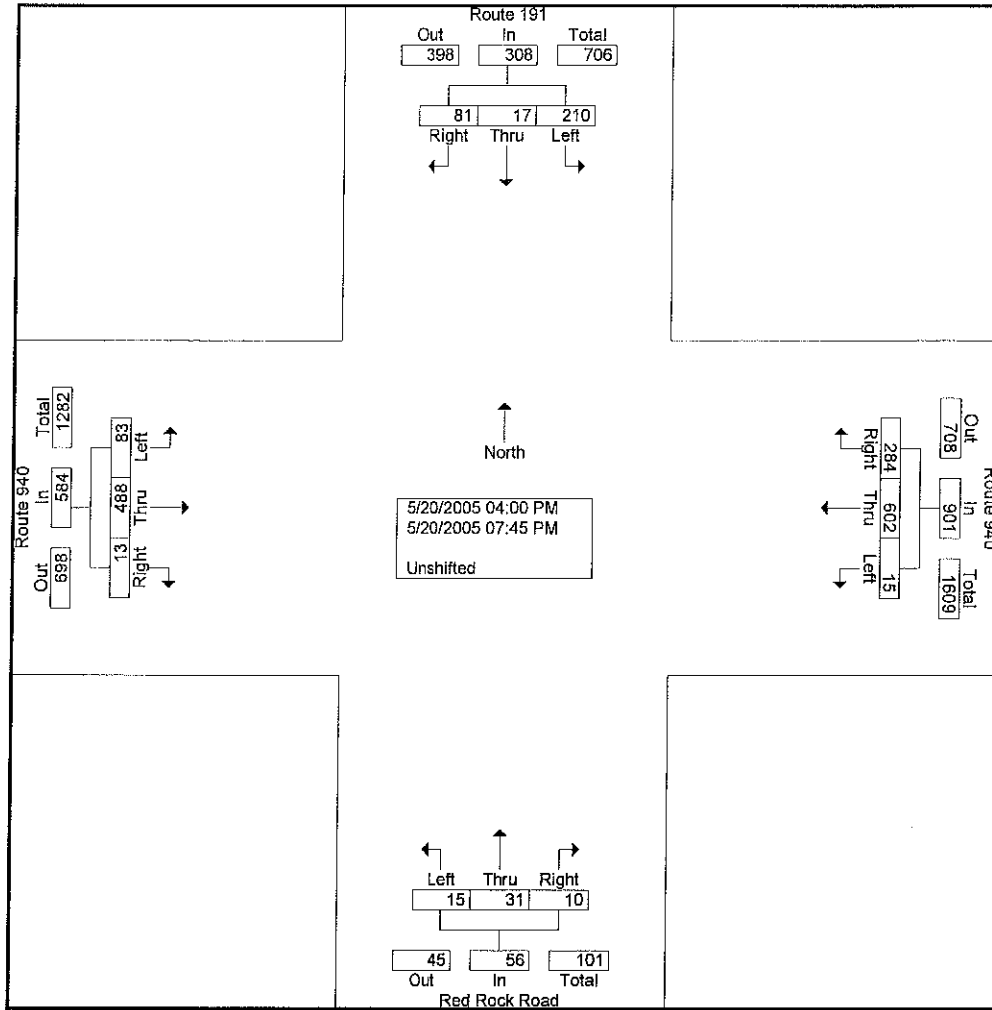 Route 191
Out In Total
398 308 706
81 17 210
Right Thru Left
North
5/20/2005 04:00 PM
5/20/2005 07:45 PM
Unshifted
Route 940
Total In Out
1282 584 698
83 488 13
Left Thru Right
Route 940
Out In Total
708 901 1609
284 602 15
Right Thru Left
Left Thru Right
15 31 10
45 56 101
Out In Total
Red Rock Road